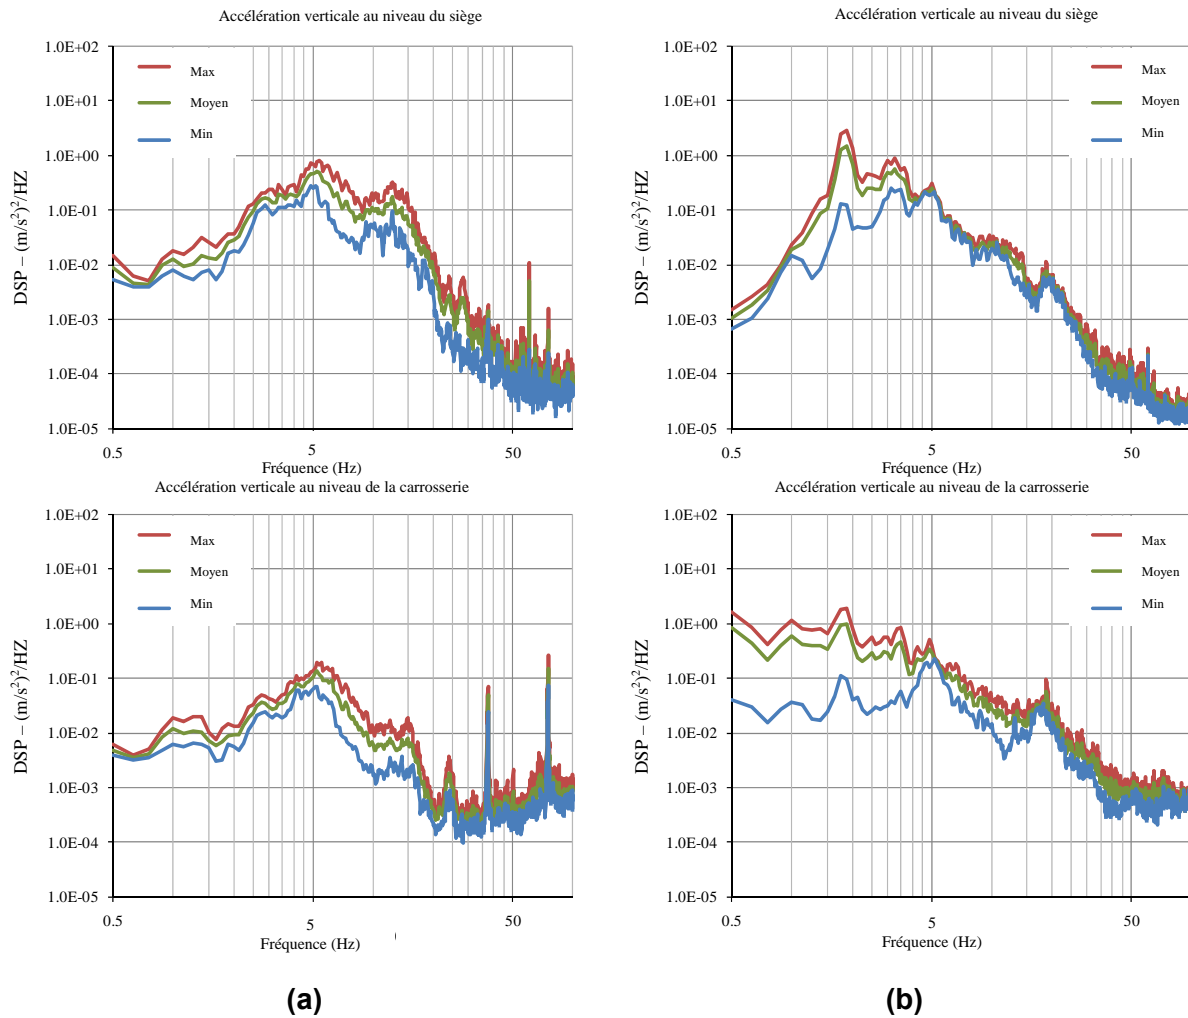 Accélération verticale au niveau du siège
1.0E+02
1.0E+01
1.0E+00
1.0E-01
1.0E-02
1.0E-03
1.0E-04
1.0E-05
DSP – (m/s²)²/HZ
Max
Moyen
Min
0.5
5
50
Fréquence (Hz)
Accélération verticale au niveau du siège
1.0E+02
1.0E+01
1.0E+00
1.0E-01
1.0E-02
1.0E-03
1.0E-04
1.0E-05
DSP – (m/s²)²/HZ
Max
Moyen
Min
0.5
5
50
Fréquence (Hz)
Accélération verticale au niveau de la carrosserie
1.0E+02
1.0E+01
1.0E+00
1.0E-01
1.0E-02
1.0E-03
1.0E-04
1.0E-05
DSP – (m/s²)²/HZ
Max
Moyen
Min
0.5
5
50
Fréquence (Hz)
Accélération verticale au niveau de la carrosserie
1.0E+02
1.0E+01
1.0E+00
1.0E-01
1.0E-02
1.0E-03
1.0E-04
1.0E-05
DSP – (m/s²)²/HZ
Max
Moyen
Min
0.5
5
50
Fréquence (Hz)
(a)
(b)